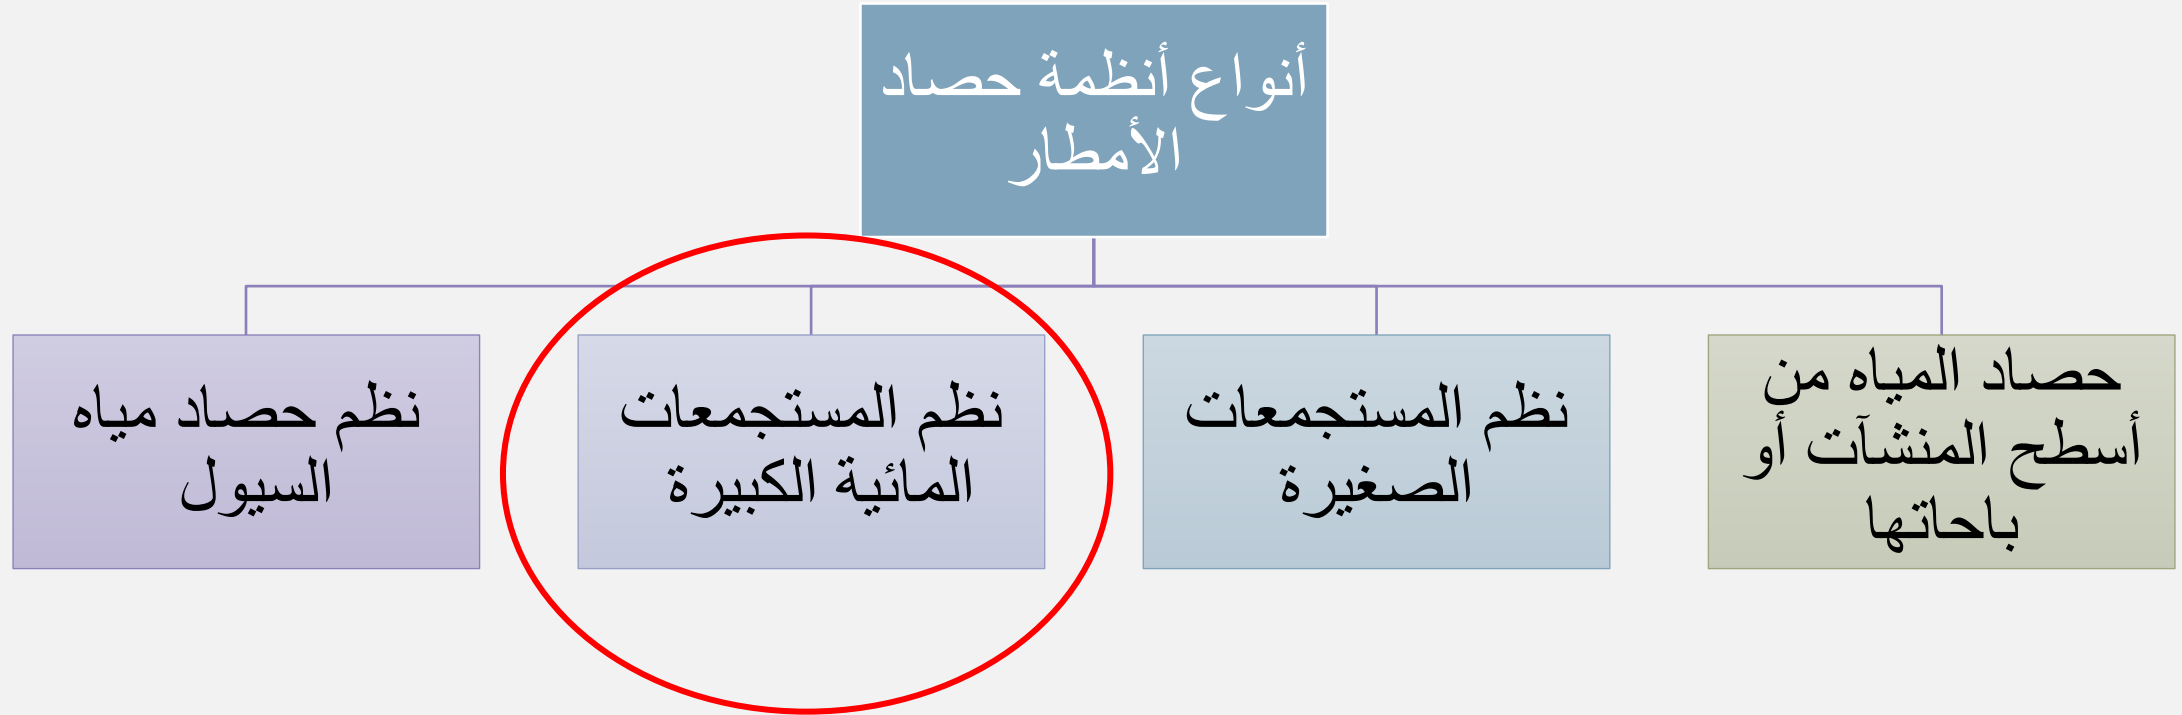 أنواع أنظمة حصاد
الأمطار
حصاد المياه من
أسطح المنشآت أو
باحاتها
نظم المستجمعات
الصغيرة
نظم المستجمعات
المائية الكبيرة
نظم حصاد مياه
السيول